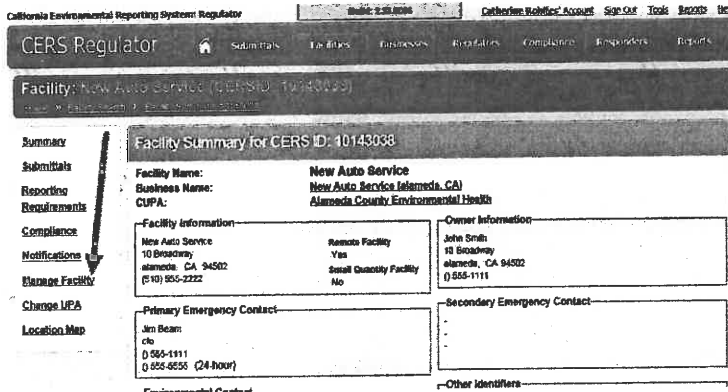 California Environmental Reporting System: Regulator
Catherine Rohlfes' Account Sign Out Tools Reports
CERS Regulator Submittals Facilities Businesses Regulators Compliance Responders Reports
Facility: New Auto Service (CERSID: 10143038)
Summary
Submittals
Reporting
Requirements
Compliance
Notifications
Manage Facility
Change UPA
Location Map
Facility Summary for CERS ID: 10143038
Facility Name: New Auto Service
Business Name: New Auto Service (alameda, CA)
CUPA: Alameda County Environmental Health
Facility Information
New Auto Service
10 Broadway
alameda, CA 94502
(510) 555-2222
Remote Facility
Yes
Small Quantity Facility
No
Owner Information
John Smith
10 Broadway
alameda, CA 94502
() 555-1111
Primary Emergency Contact
Jim Beam
cfo
() 555-1111
() 555-5555 (24-hour)
Secondary Emergency Contact
-
-
-
Environmental Contact
Other Identifiers